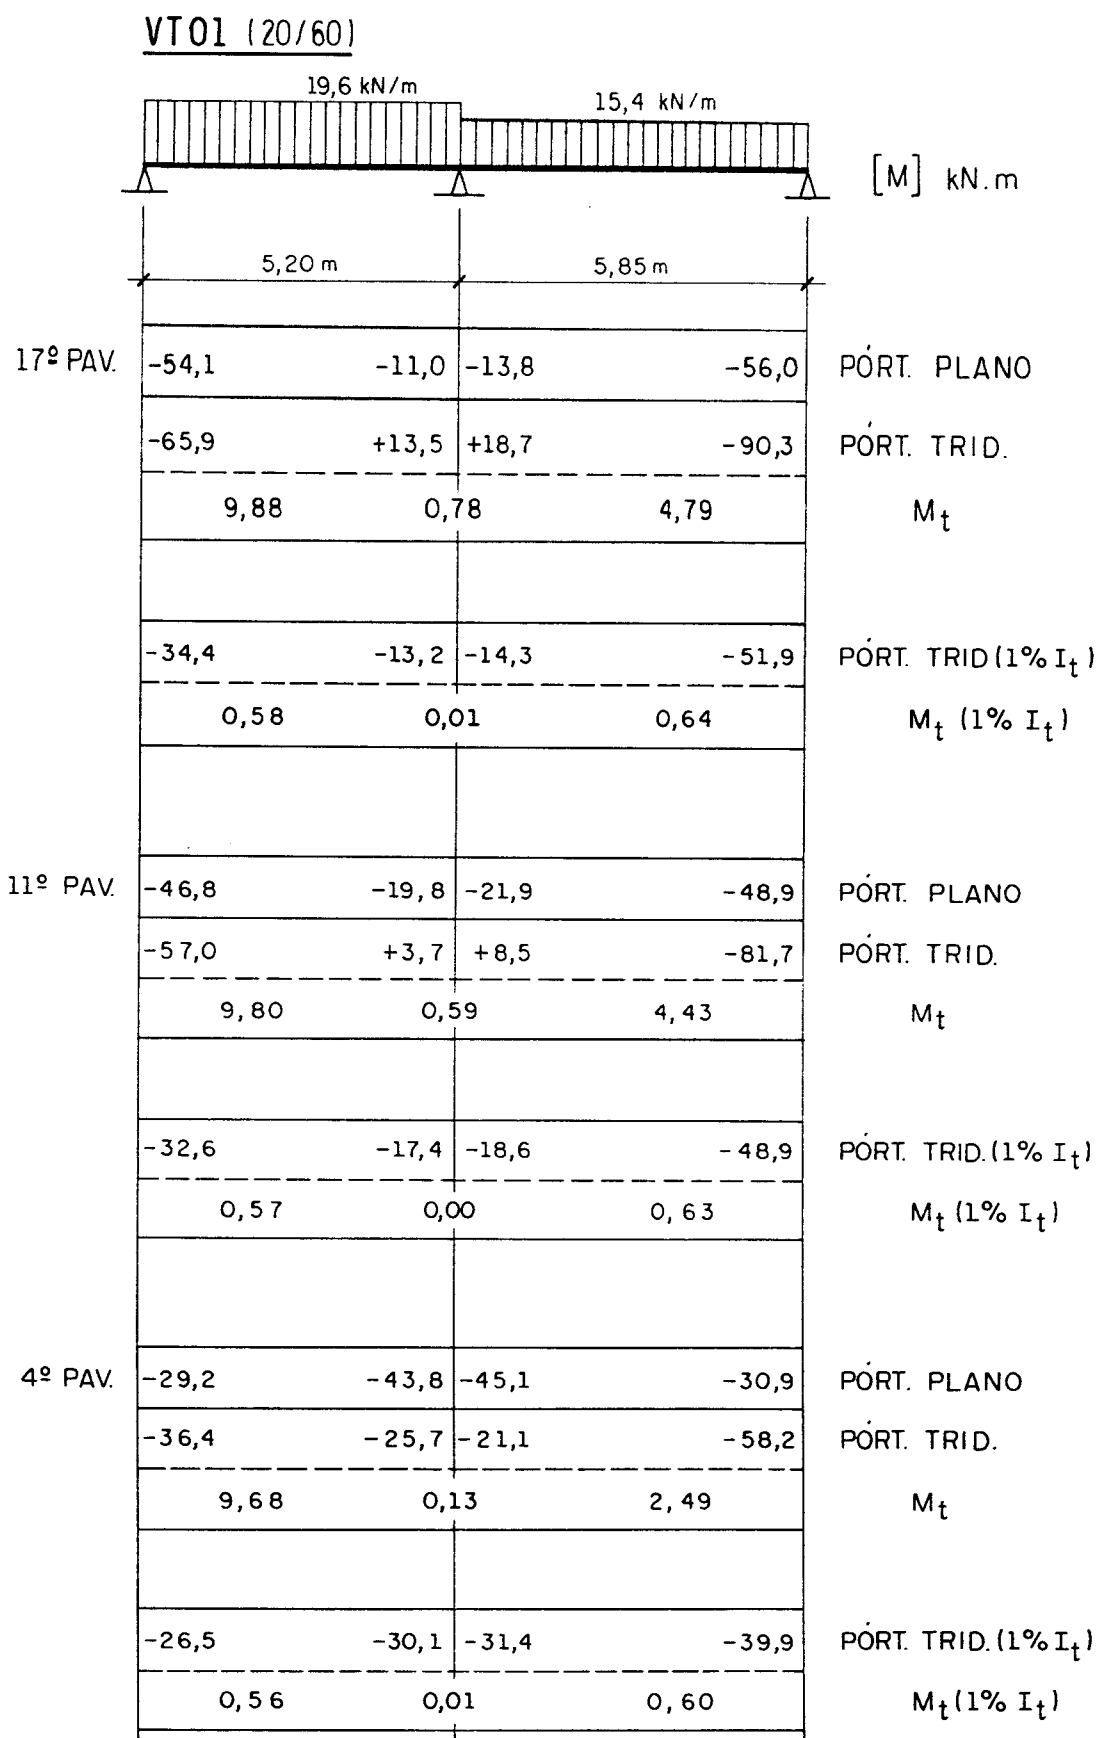 VT01 (20/60)
19,6 kN/m
15,4 kN/m
[M] kN.m
5,20 m 5,85 m
17º PAV. -54,1 -11,0 -13,8 -56,0 PÓRT. PLANO
-65,9 +13,5 +18,7 -90,3 PÓRT. TRID.
9,88 0,78 4,79 Mt
-34,4 -13,2 -14,3 -51,9 PÓRT. TRID (1% It)
0,58 0,01 0,64 Mt (1% It)
11º PAV. -46,8 -19,8 -21,9 -48,9 PÓRT. PLANO
-57,0 +3,7 +8,5 -81,7 PÓRT. TRID.
9,80 0,59 4,43 Mt
-32,6 -17,4 -18,6 -48,9 PÓRT. TRID. (1% It)
0,57 0,00 0,63 Mt (1% It)
4º PAV. -29,2 -43,8 -45,1 -30,9 PÓRT. PLANO
-36,4 -25,7 -21,1 -58,2 PÓRT. TRID.
9,68 0,13 2,49 Mt
-26,5 -30,1 -31,4 -39,9 PÓRT. TRID. (1% It)
0,56 0,01 0,60 Mt (1% It)